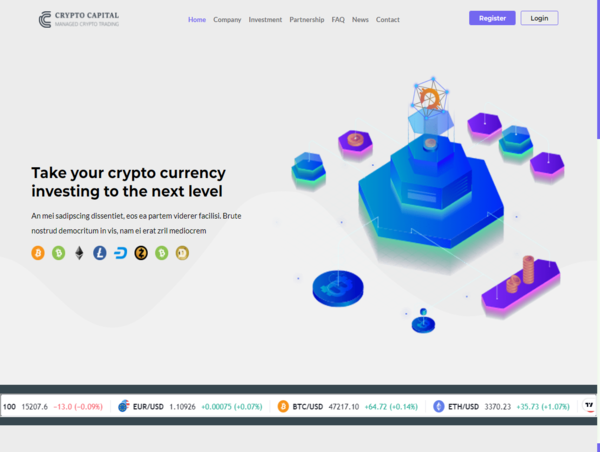 CRYPTO CAPITAL
MANAGED CRYPTO TRADING
Home Company Investment Partnership FAQ News Contact
Register Login
Take your crypto currency
investing to the next level
An mei sadipscing dissentiet, eos ea partem viderer facilisi. Brute
nostrud democritum in vis, nam ei erat zril mediocrem
100 15207.6 −13.0 (−0.09%) EUR/USD 1.10926 +0.00075 (+0.07%) BTC/USD 47217.10 +64.72 (+0.14%) ETH/USD 3370.23 +35.73 (+1.07%)